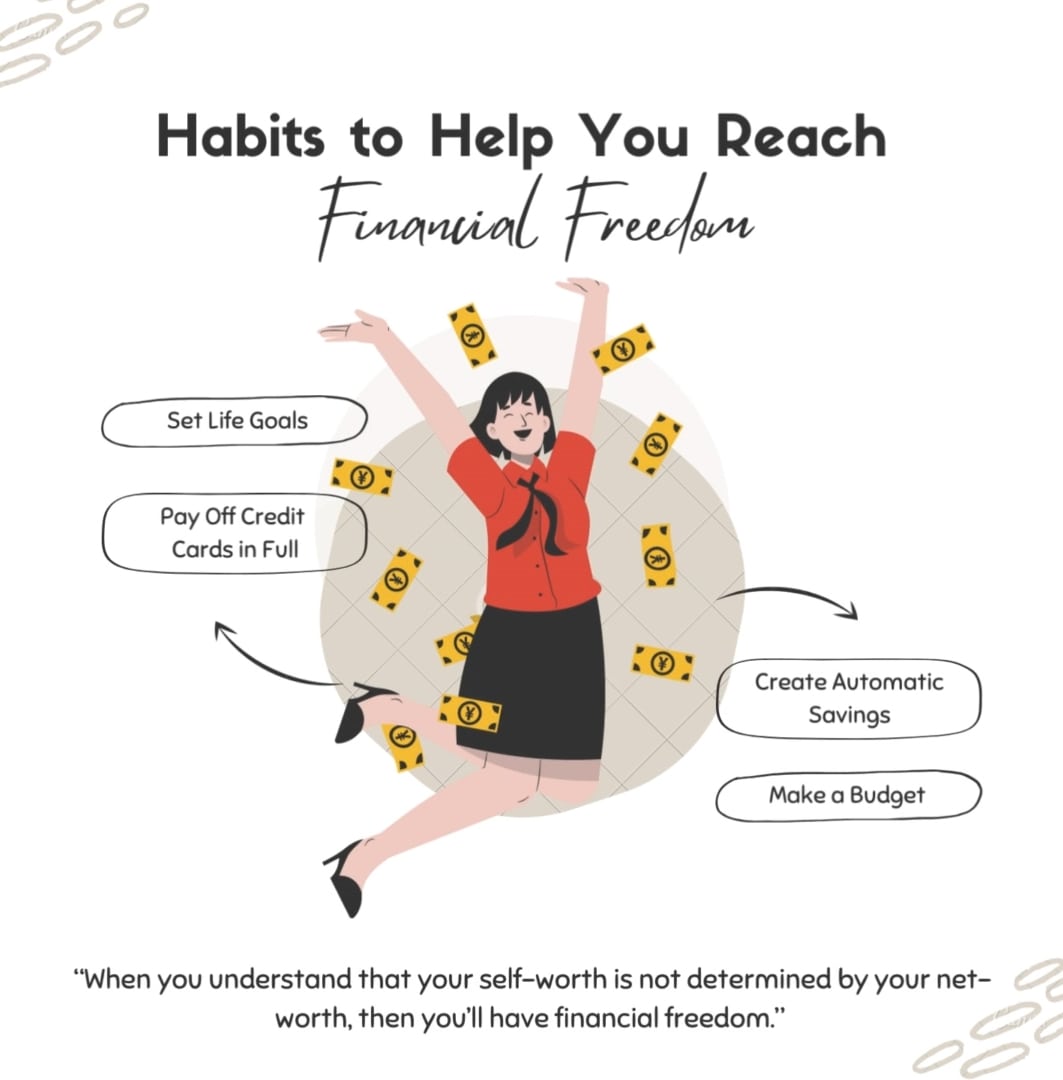 Habits to Help You Reach
Financial Freedom
Set Life Goals
Pay Off Credit
Cards in Full
Create Automatic
Savings
Make a Budget
“When you understand that your self-worth is not determined by your net-
worth, then you’ll have financial freedom.”